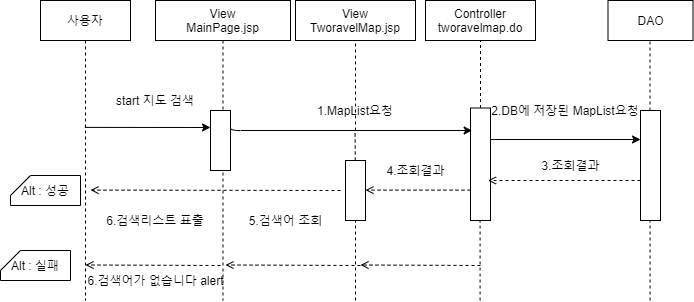 사용자
View
MainPage.jsp
View
TworavelMap.jsp
Controller
tworavelmap.do
DAO
start 지도 검색
1.MapList요청
2.DB에 저장된 MapList요청
3.조회결과
4.조회결과
Alt : 성공
6.검색리스트 표출
5.검색어 조회
Alt : 실패
6.검색어가 없습니다 alerf